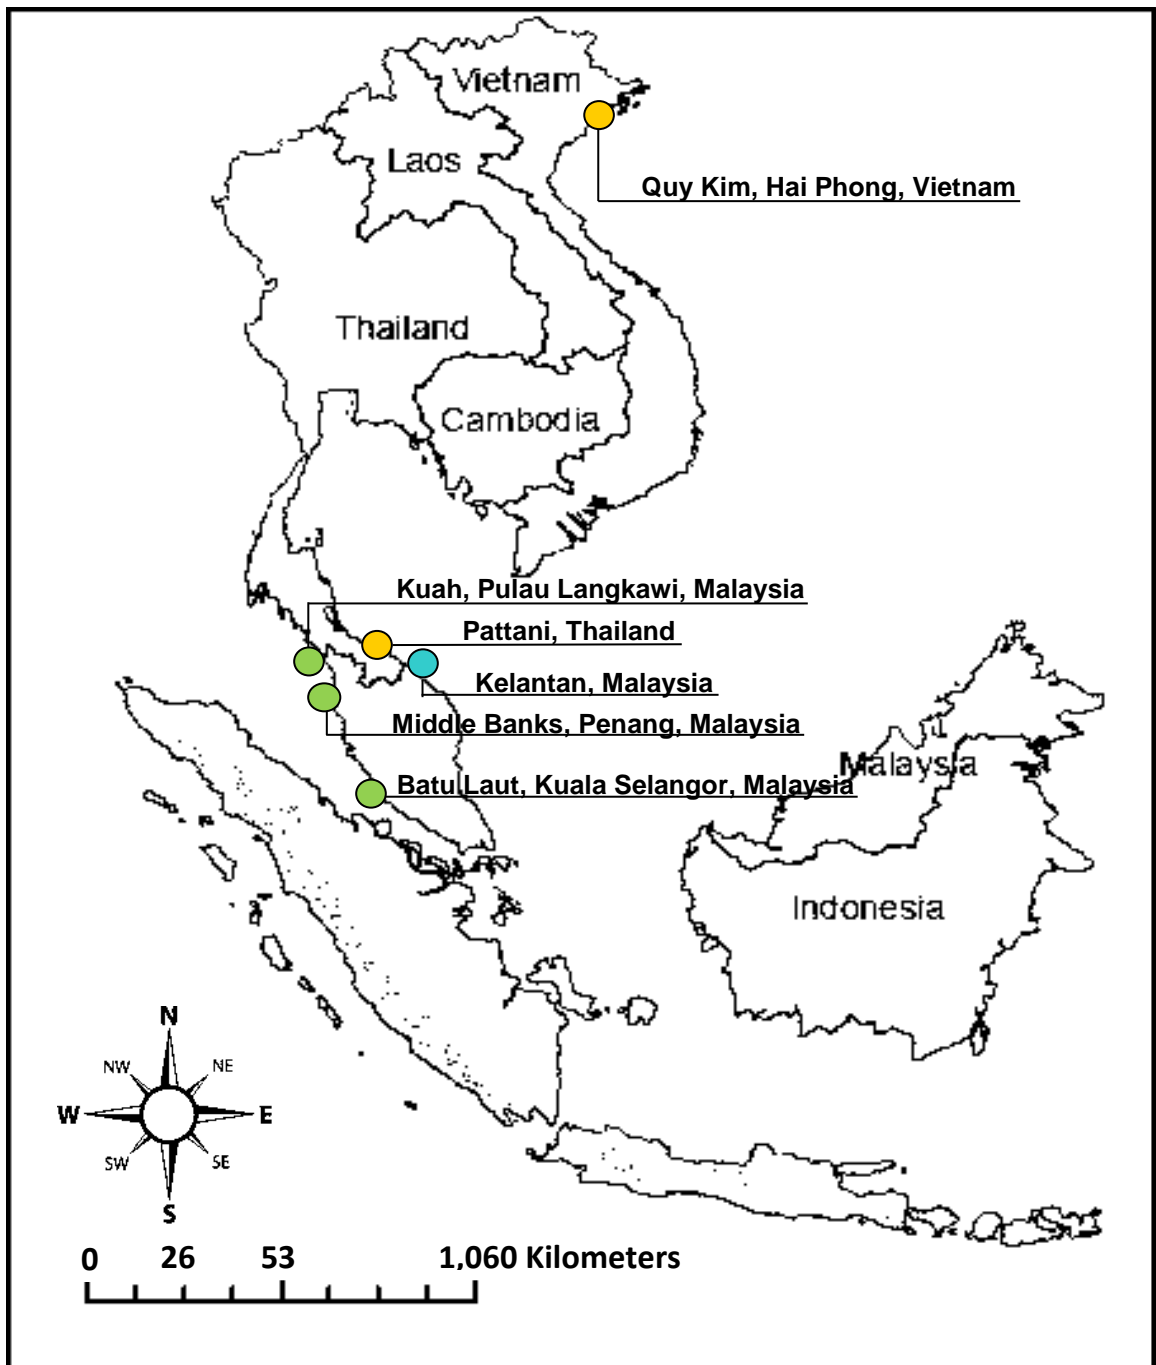 Vietnam
Laos
Quy Kim, Hai Phong, Vietnam
Thailand
Cambodia
Kuah, Pulau Langkawi, Malaysia
Pattani, Thailand
Kelantan, Malaysia
Middle Banks, Penang, Malaysia
Malaysia
Batu Laut, Kuala Selangor, Malaysia
Indonesia
N
NW NE
W E
SW SE
S
0 26 53 1,060 Kilometers